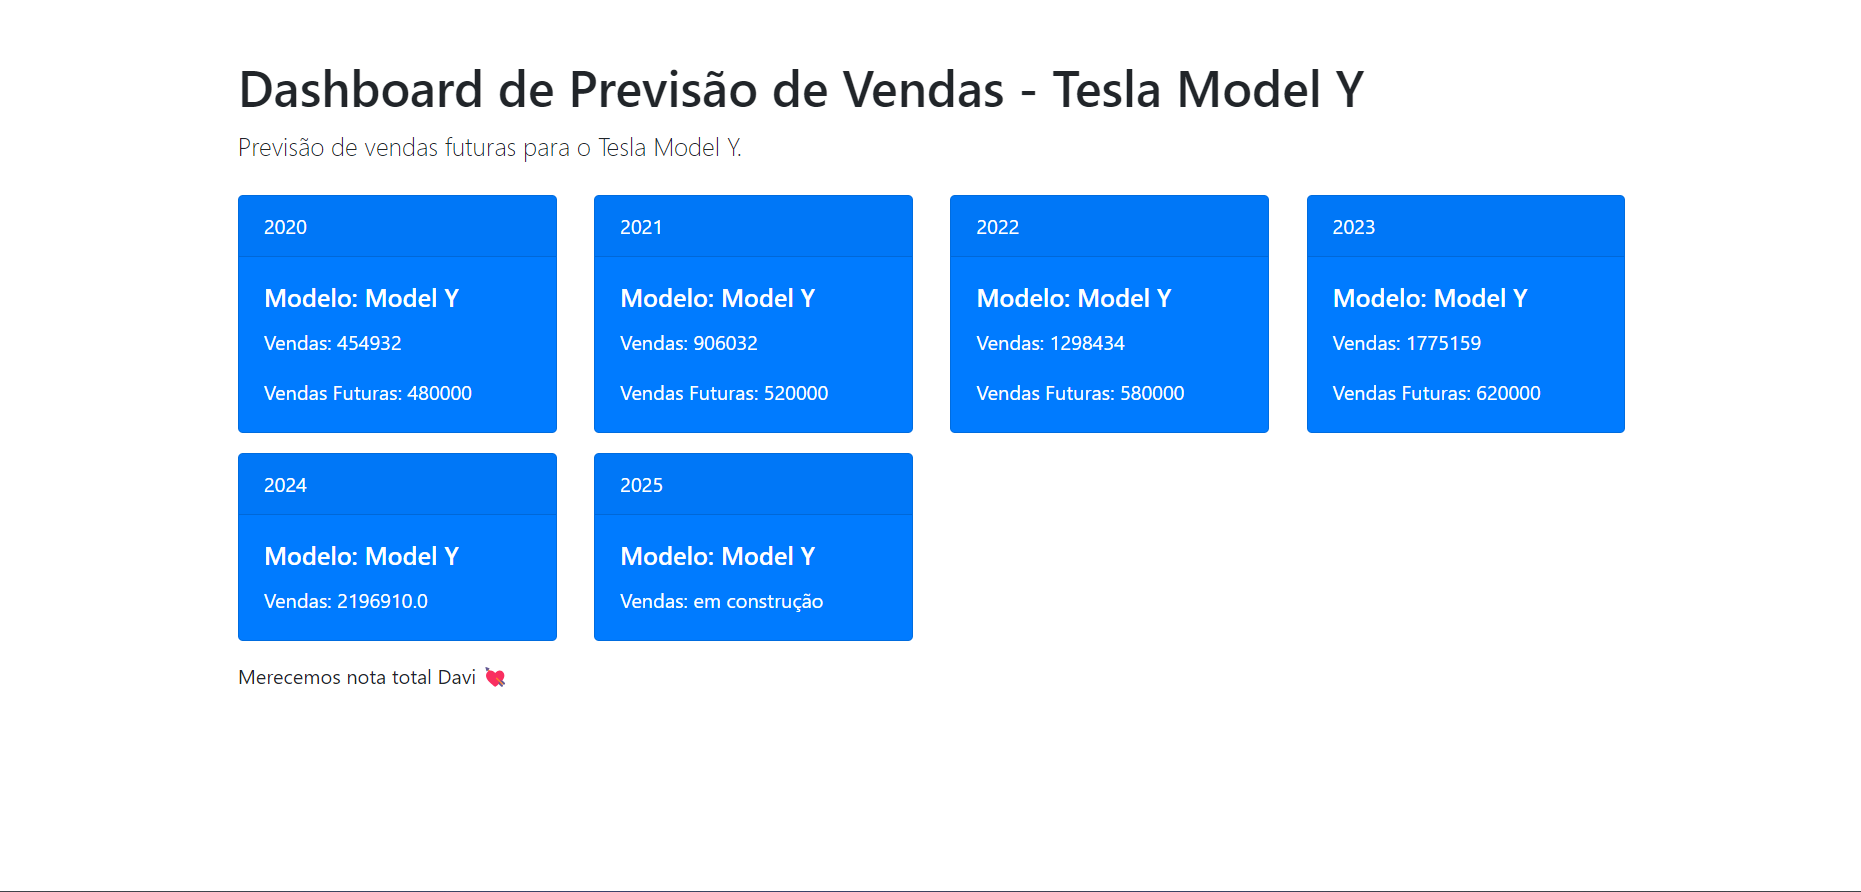 Dashboard de Previsão de Vendas - Tesla Model Y
Previsão de vendas futuras para o Tesla Model Y.
2020
Modelo: Model Y
Vendas: 454932
Vendas Futuras: 480000
2021
Modelo: Model Y
Vendas: 906032
Vendas Futuras: 520000
2022
Modelo: Model Y
Vendas: 1298434
Vendas Futuras: 580000
2023
Modelo: Model Y
Vendas: 1775159
Vendas Futuras: 620000
2024
Modelo: Model Y
Vendas: 2196910.0
2025
Modelo: Model Y
Vendas: em construção
Merecemos nota total Davi 💘